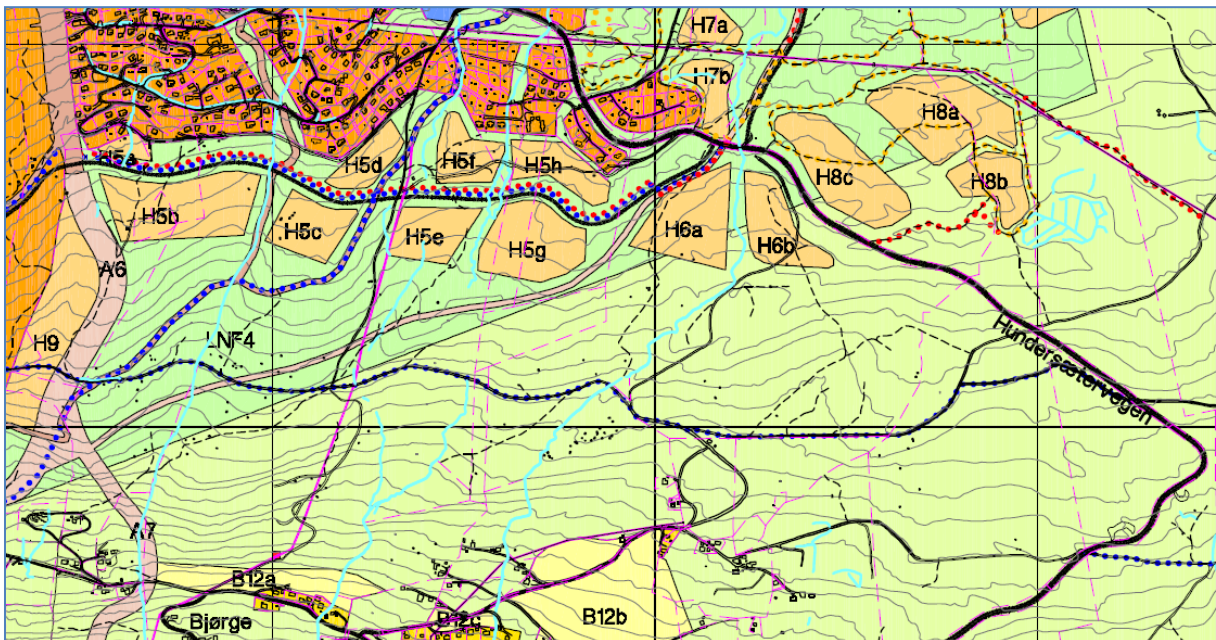 H7a
H7b
H8a
H5a
H5d
H5f
H5h
H8c
H8b
H5b
H5c
H5e
H5g
H6a
H6b
A6
H9
LNF4
Hundersætervegen
A7
B12a
Bjørge
B12c
B12b